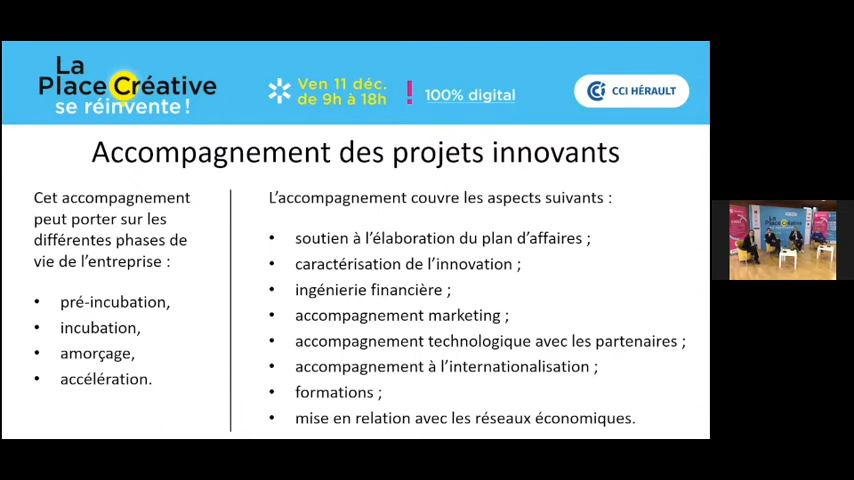 La
Place Créative
se réinvente !
Ven 11 déc.
de 9h à 18h
! 100% digital
CCI HÉRAULT
Accompagnement des projets innovants
Cet accompagnement
peut porter sur les
différentes phases de
vie de l’entreprise :
• pré-incubation,
• incubation,
• amorçage,
• accélération.
L’accompagnement couvre les aspects suivants :
• soutien à l’élaboration du plan d’affaires ;
• caractérisation de l’innovation ;
• ingénierie financière ;
• accompagnement marketing ;
• accompagnement technologique avec les partenaires ;
• accompagnement à l’internationalisation ;
• formations ;
• mise en relation avec les réseaux économiques.
La
Place Créative